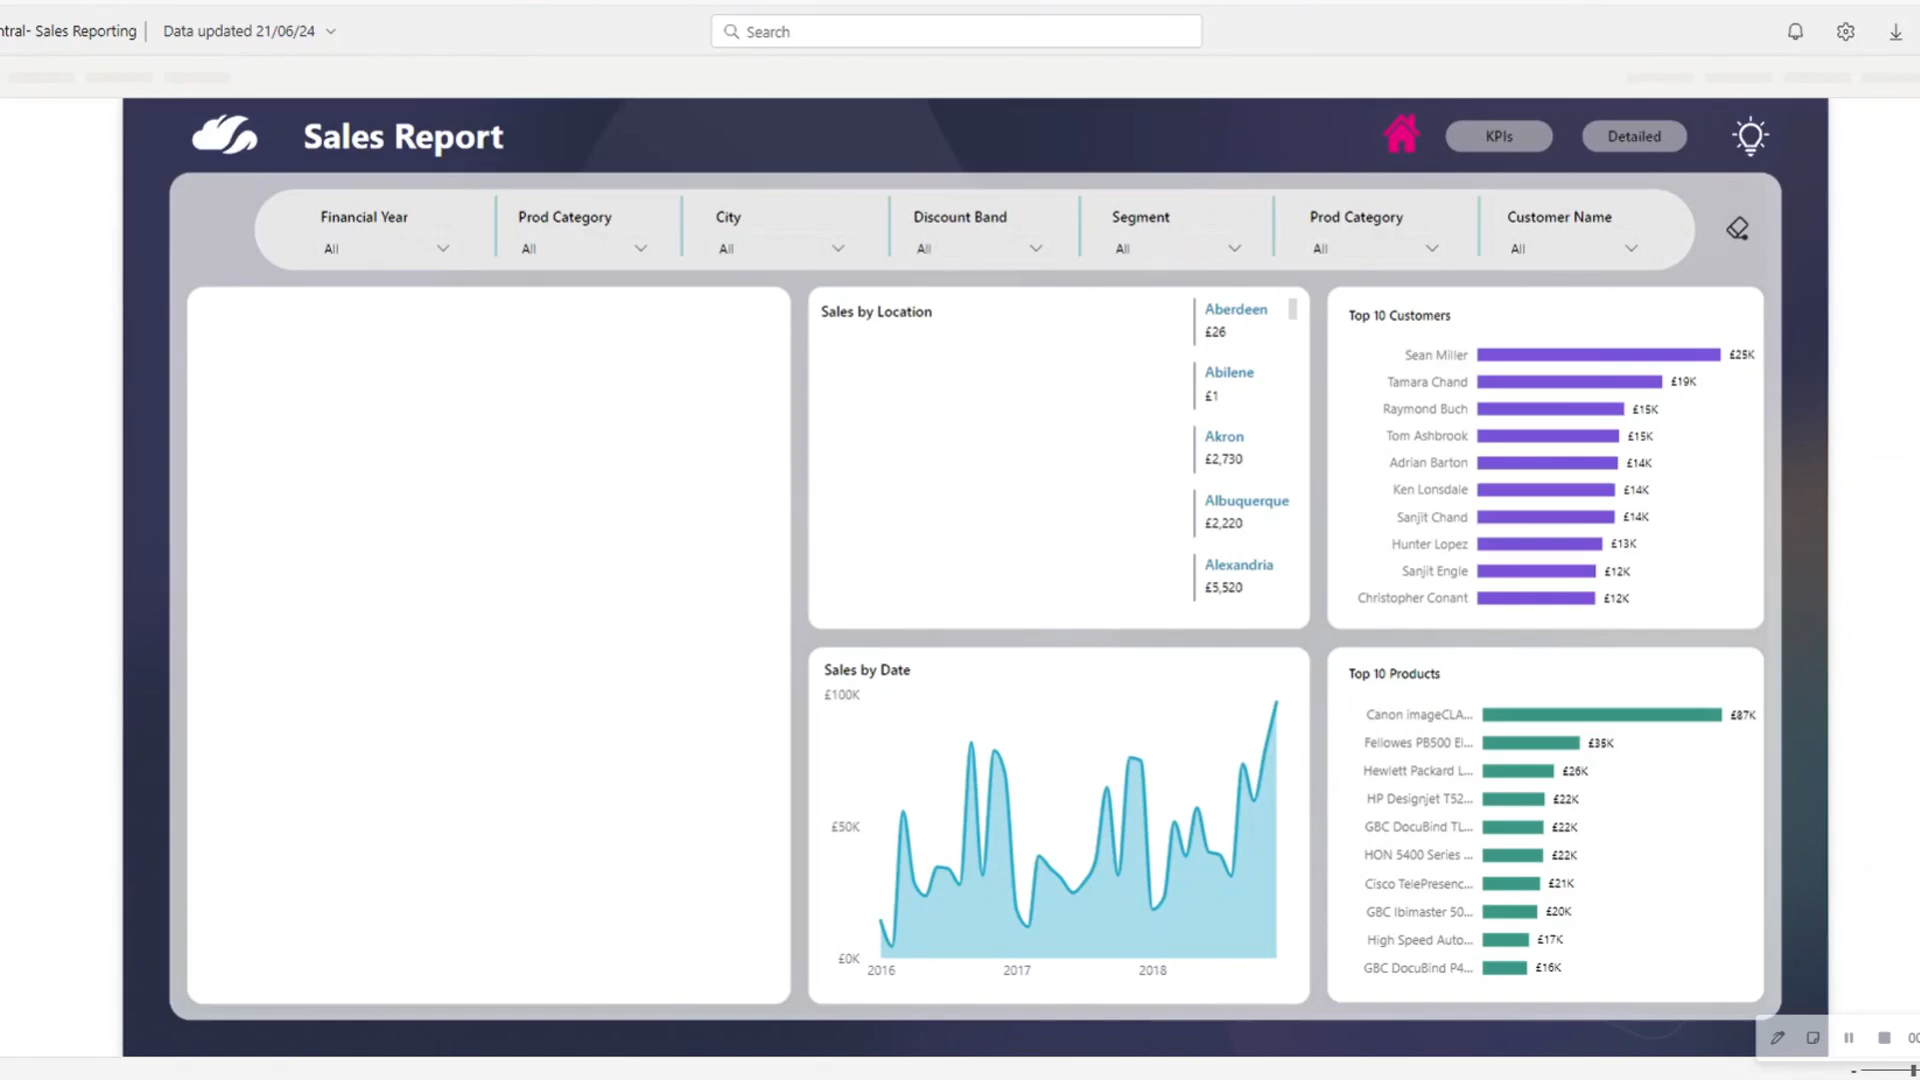 ntral- Sales Reporting
Data updated 21/06/24
Search
Sales Report
KPIs
Detailed
Financial Year
All
Prod Category
All
City
All
Discount Band
All
Segment
All
Prod Category
All
Customer Name
All
Sales by Location
Aberdeen
£26
Abilene
£1
Akron
£2,730
Albuquerque
£2,220
Alexandria
£5,520
Top 10 Customers
Sean Miller £25K
Tamara Chand £19K
Raymond Buch £15K
Tom Ashbrook £15K
Adrian Barton £14K
Ken Lonsdale £14K
Sanjit Chand £14K
Hunter Lopez £13K
Sanjit Engle £12K
Christopher Conant £12K
Sales by Date
£100K
£50K
£0K
2016 2017 2018
Top 10 Products
Canon imageCLA... £87K
Fellowes PB500 El... £35K
Hewlett Packard L... £26K
HP Designjet T52... £22K
GBC DocuBind TL... £22K
HON 5400 Series ... £22K
Cisco TelePresenc... £21K
GBC Ibimaster 50... £20K
High Speed Auto... £17K
GBC DocuBind P4... £16K
00